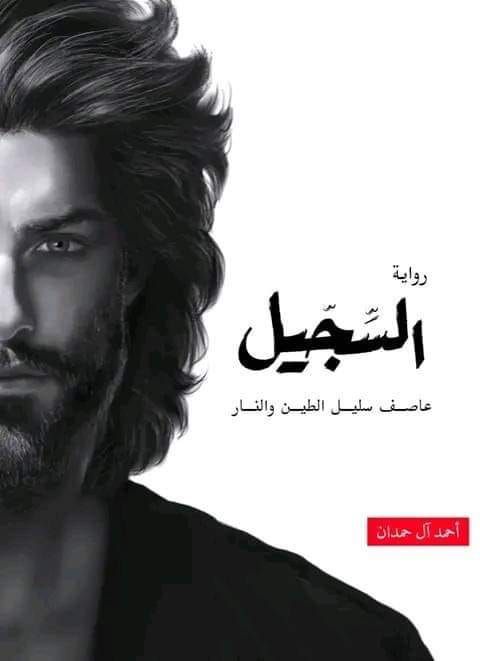 رواية
السّجّيل
عاصف سليل الطين والنار
أحمد آل حمدان